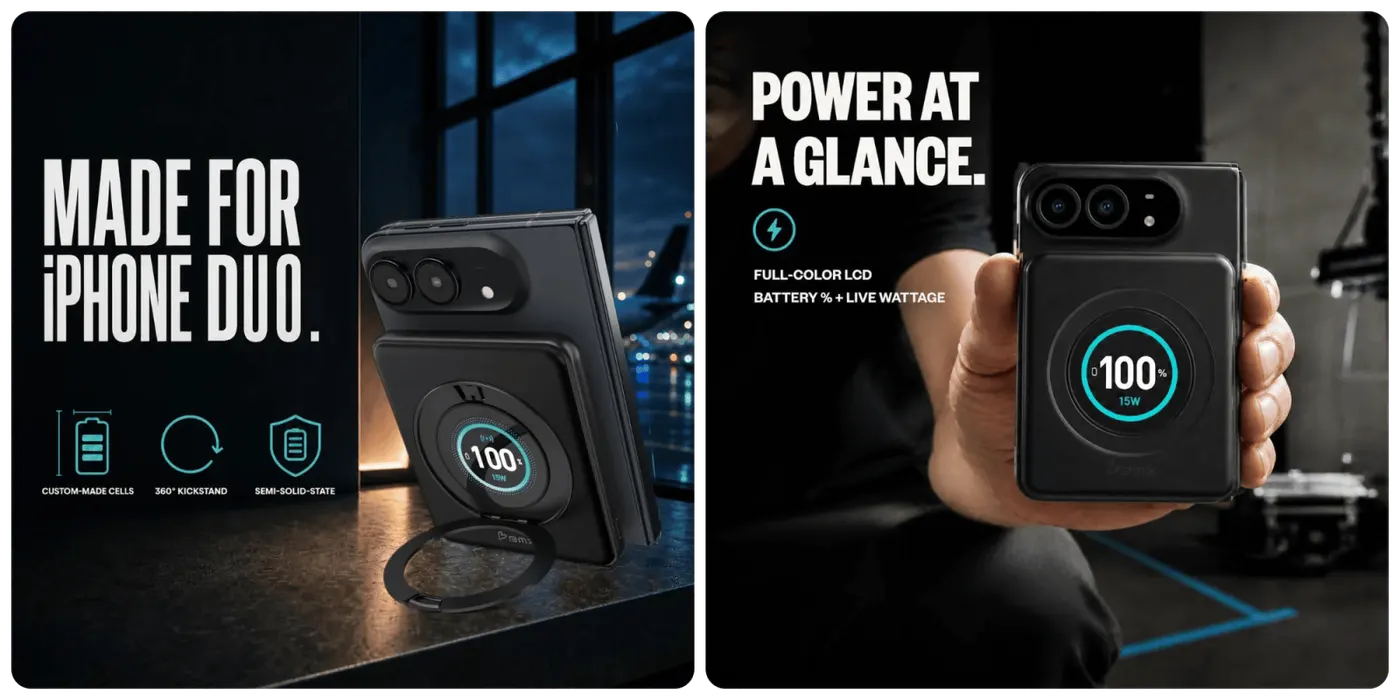 MADE FOR
iPHONE DUO.
CUSTOM-MADE CELLS
360° KICKSTAND
SEMI-SOLID-STATE
100%
15W
POWER AT
A GLANCE.
FULL-COLOR LCD
BATTERY % + LIVE WATTAGE
100%
15W